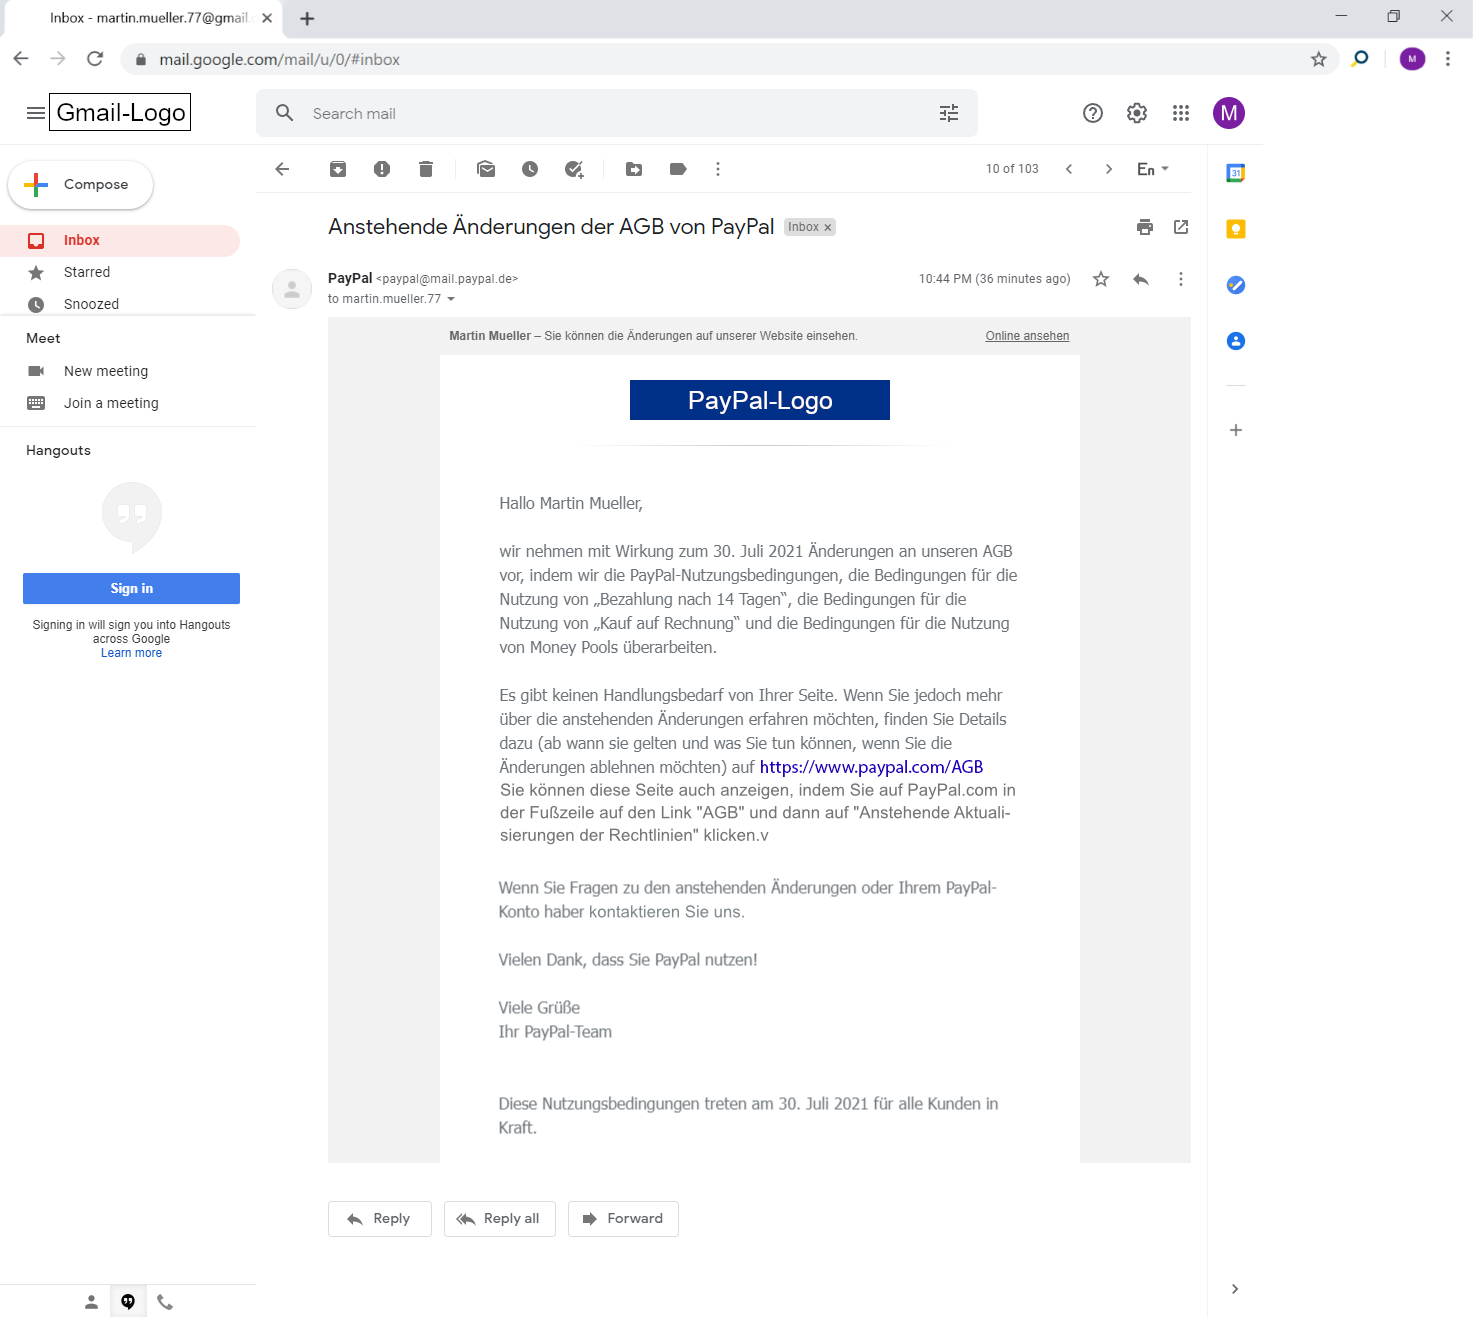 Inbox - martin.mueller.77@gmail.
mail.google.com/mail/u/0/#inbox
M
Gmail-Logo
Search mail
M
Compose
10 of 103
En
31
Inbox
Starred
Snoozed
Meet
New meeting
Join a meeting
Hangouts
Sign in
Signing in will sign you into Hangouts
across Google
Learn more
Anstehende Änderungen der AGB von PayPal
Inbox x
PayPal <paypal@mail.paypal.de>
10:44 PM (36 minutes ago)
to martin.mueller.77
Martin Mueller – Sie können die Änderungen auf unserer Website einsehen.
Online ansehen
PayPal-Logo
Hallo Martin Mueller,
wir nehmen mit Wirkung zum 30. Juli 2021 Änderungen an unseren AGB
vor, indem wir die PayPal-Nutzungsbedingungen, die Bedingungen für die
Nutzung von „Bezahlung nach 14 Tagen“, die Bedingungen für die
Nutzung von „Kauf auf Rechnung“ und die Bedingungen für die Nutzung
von Money Pools überarbeiten.
Es gibt keinen Handlungsbedarf von Ihrer Seite. Wenn Sie jedoch mehr
über die anstehenden Änderungen erfahren möchten, finden Sie Details
dazu (ab wann sie gelten und was Sie tun können, wenn Sie die
Änderungen ablehnen möchten) auf https://www.paypal.com/AGB
Sie können diese Seite auch anzeigen, indem Sie auf PayPal.com in
der Fußzeile auf den Link "AGB" und dann auf "Anstehende Aktuali-
sierungen der Rechtlinien" klicken.v
Wenn Sie Fragen zu den anstehenden Änderungen oder Ihrem PayPal-
Konto haber kontaktieren Sie uns.
Vielen Dank, dass Sie PayPal nutzen!
Viele Grüße
Ihr PayPal-Team
Diese Nutzungsbedingungen treten am 30. Juli 2021 für alle Kunden in
Kraft.
Reply
Reply all
Forward